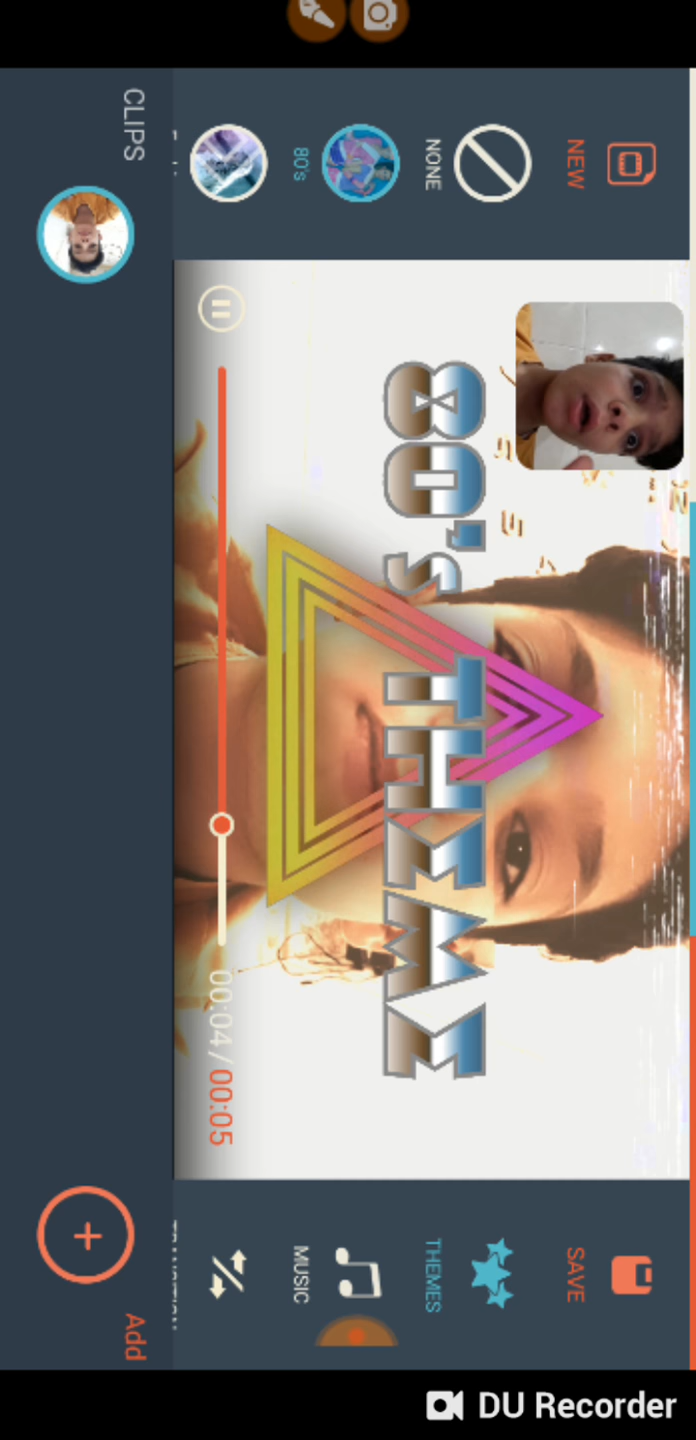 NEW
NONE
80's
80's THEME
00:04 / 00:05
SAVE
THEMES
MUSIC
CLIPS
Add
DU Recorder